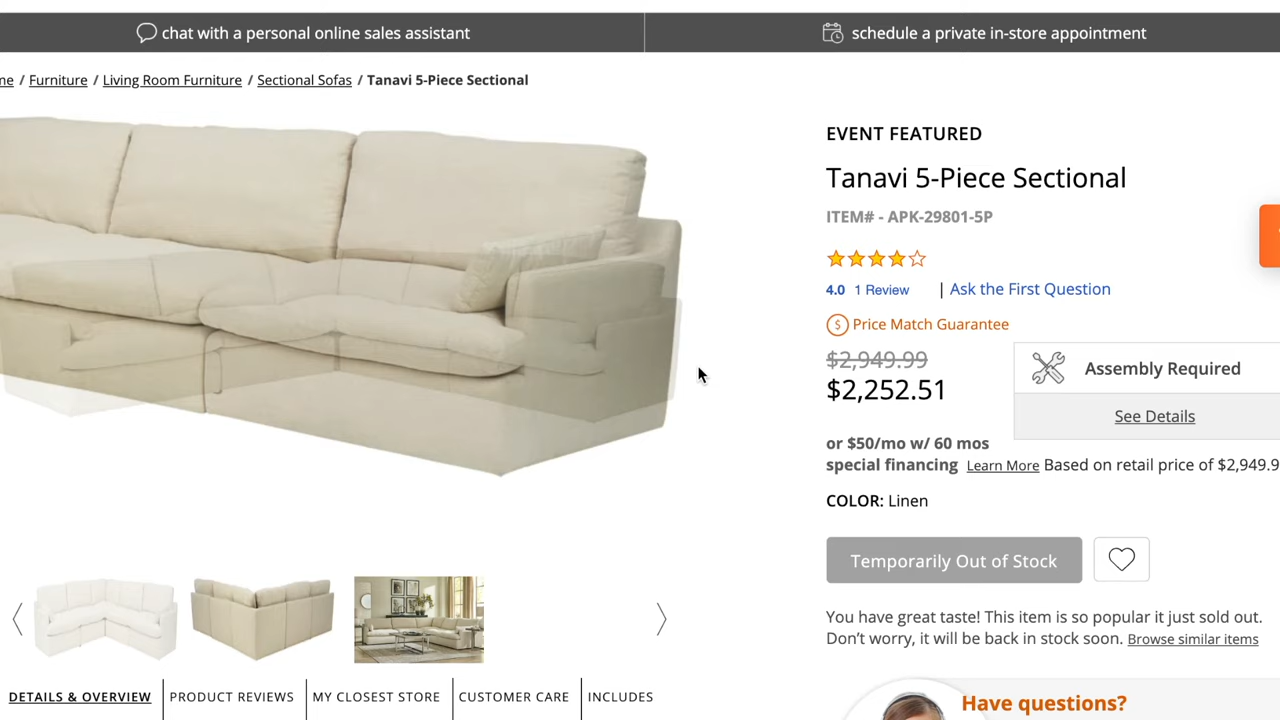 chat with a personal online sales assistant
schedule a private in-store appointment
me / Furniture / Living Room Furniture / Sectional Sofas / Tanavi 5-Piece Sectional
EVENT FEATURED
Tanavi 5-Piece Sectional
ITEM# - APK-29801-5P
4.0 1 Review | Ask the First Question
$ Price Match Guarantee
$2,949.99
$2,252.51
Assembly Required
See Details
or $50/mo w/ 60 mos
special financing Learn More Based on retail price of $2,949.9
COLOR: Linen
Temporarily Out of Stock
You have great taste! This item is so popular it just sold out.
Don't worry, it will be back in stock soon. Browse similar items
DETAILS & OVERVIEW PRODUCT REVIEWS MY CLOSEST STORE CUSTOMER CARE INCLUDES
Have questions?